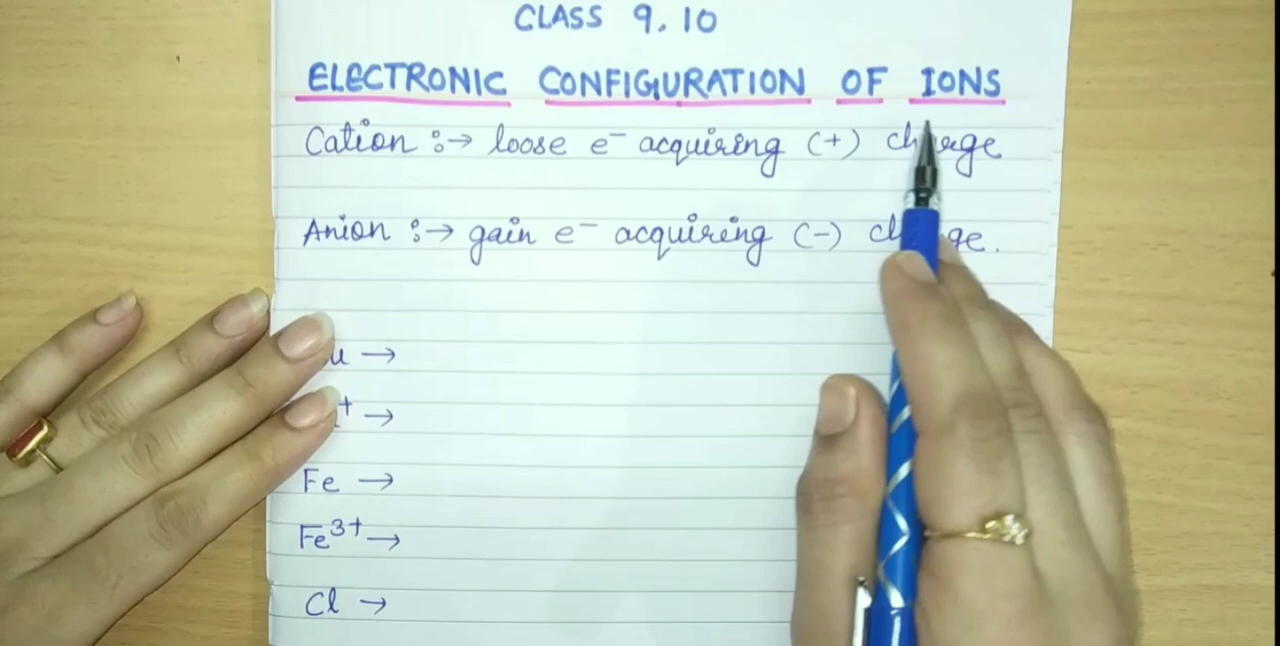 CLASS 9.10
ELECTRONIC CONFIGURATION OF IONS
Cation :→ loose e⁻ acquiring (+) charge
Anion :→ gain e⁻ acquiring (-) charge.
u →
⁺ →
Fe →
Fe³⁺ →
Cl →